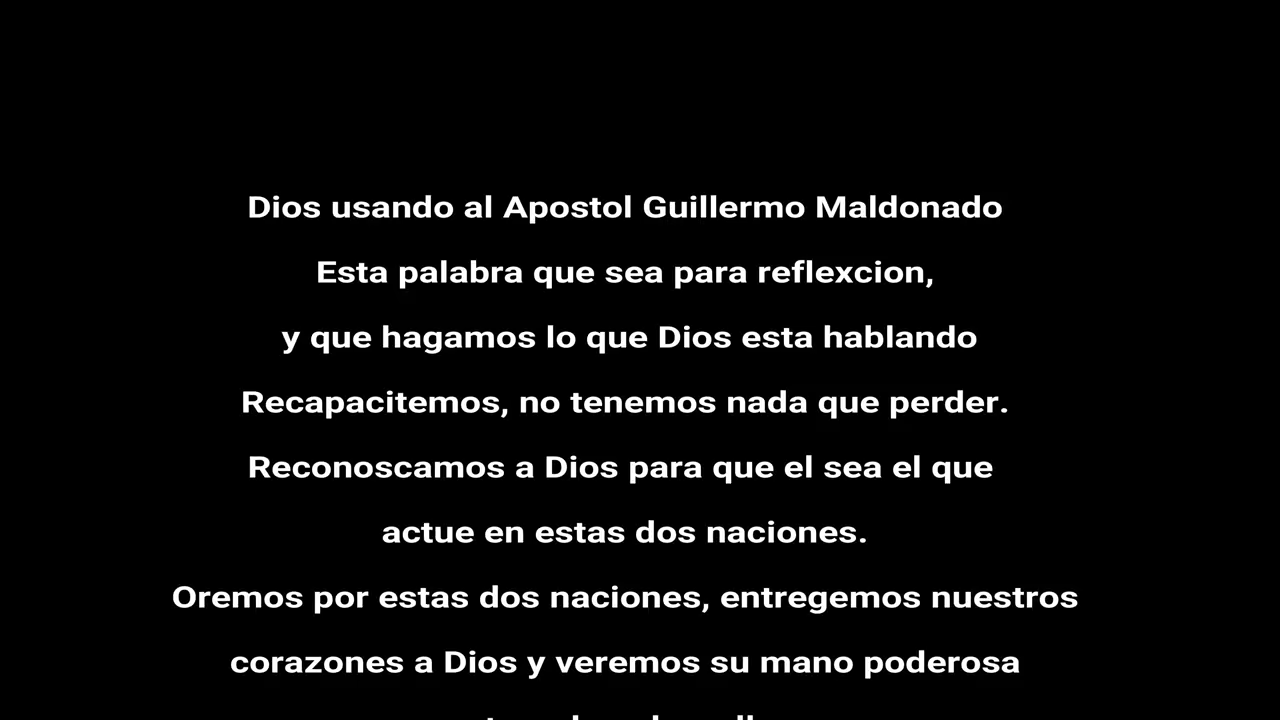 Dios usando al Apostol Guillermo Maldonado
Esta palabra que sea para reflexcion,
y que hagamos lo que Dios esta hablando
Recapacitemos, no tenemos nada que perder.
Reconoscamos a Dios para que el sea el que
actue en estas dos naciones.
Oremos por estas dos naciones, entregemos nuestros
corazones a Dios y veremos su mano poderosa